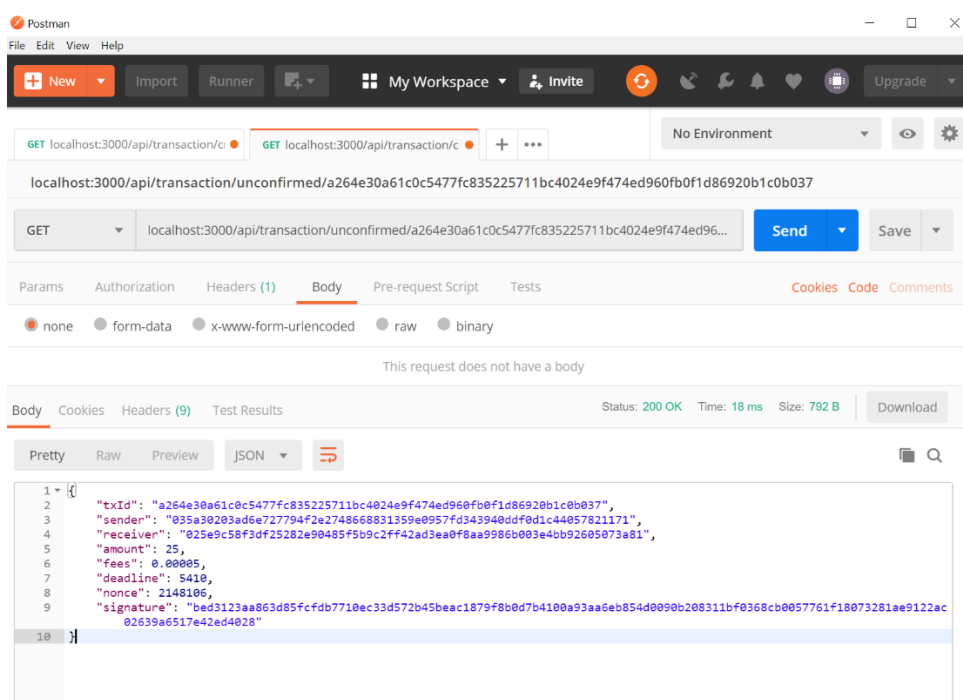 Postman
File Edit View Help
New Import Runner My Workspace Invite Upgrade
GET localhost:3000/api/transaction/ GET localhost:3000/api/transaction/c No Environment
localhost:3000/api/transaction/unconfirmed/a264e30a61c0c5477fc835225711bc4024e9f474ed960fb0f1d86920b1c0b037
GET localhost:3000/api/transaction/unconfirmed/a264e30a61c0c5477fc835225711bc4024e9f474ed96... Send Save
Params Authorization Headers (1) Body Pre-request Script Tests Cookies Code Comments
none form-data x-www-form-urlencoded raw binary
This request does not have a body
Body Cookies Headers (9) Test Results Status: 200 OK Time: 18 ms Size: 792 B Download
Pretty Raw Preview JSON
1 {
2 "txId": "a264e30a61c0c5477fc835225711bc4024e9f474ed960fb0f1d86920b1c0b037",
3 "sender": "035a30203ad6e727794f2e2748668831359e0957fd343940ddf0d1c44057821171",
4 "receiver": "025e9c58f3df25282e90485f5b9c2ff42ad3ea0f8aa9986b003e4bb92605073a81",
5 "amount": 25,
6 "fees": 0.00005,
7 "deadline": 5410,
8 "nonce": 2148106,
9 "signature": "bed3123aa863d85fcfdb7710ec33d572b45beac1879f8b0d7b4100a93aa6eb854d0090b208311bf0368cb0057761f18073281ae9122ac
02639a6517e42ed4028"
10 }